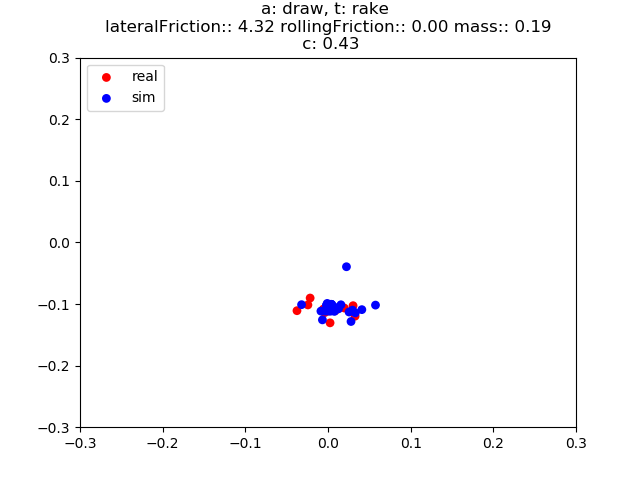 a: draw, t: rake
lateralFriction:: 4.32 rollingFriction:: 0.00 mass:: 0.19
c: 0.43
real
sim
0.3
0.2
0.1
0.0
−0.1
−0.2
−0.3
−0.3
−0.2
−0.1
0.0
0.1
0.2
0.3